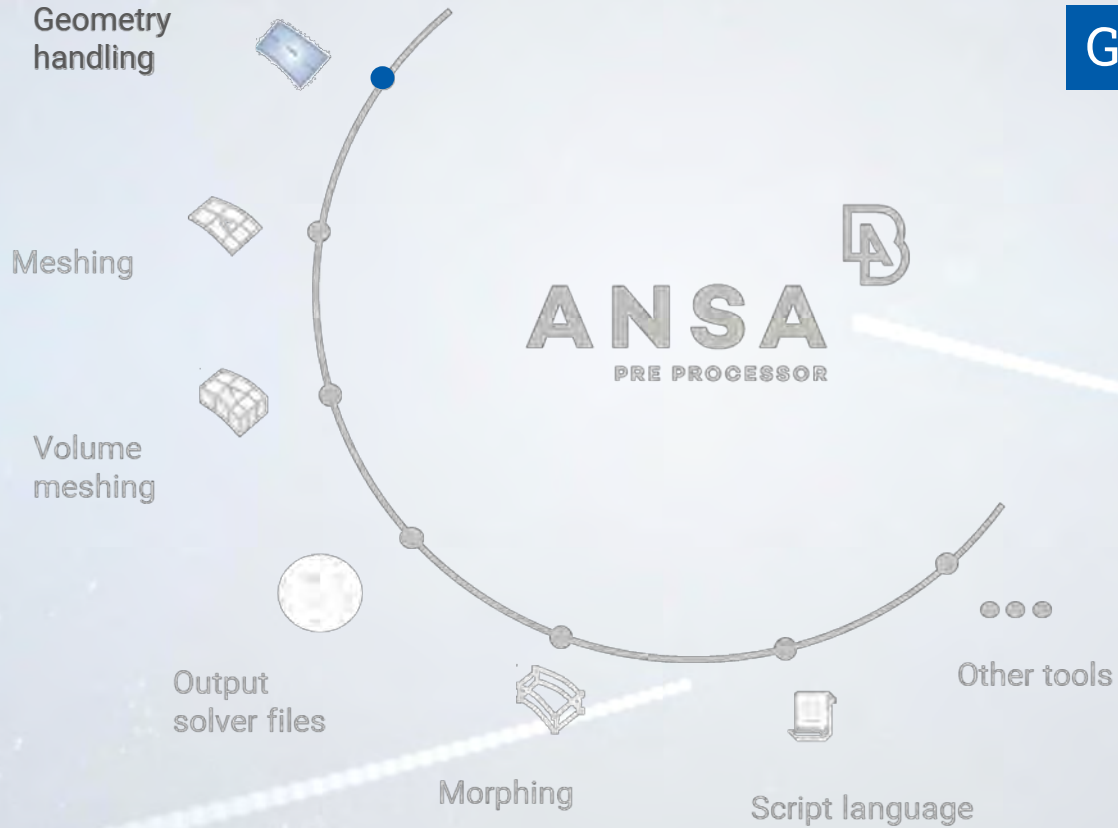 Geometry
handling
G
Meshing
ANSA
PRE PROCESSOR
Volume
meshing
Output
solver files
Other tools
Morphing
Script language